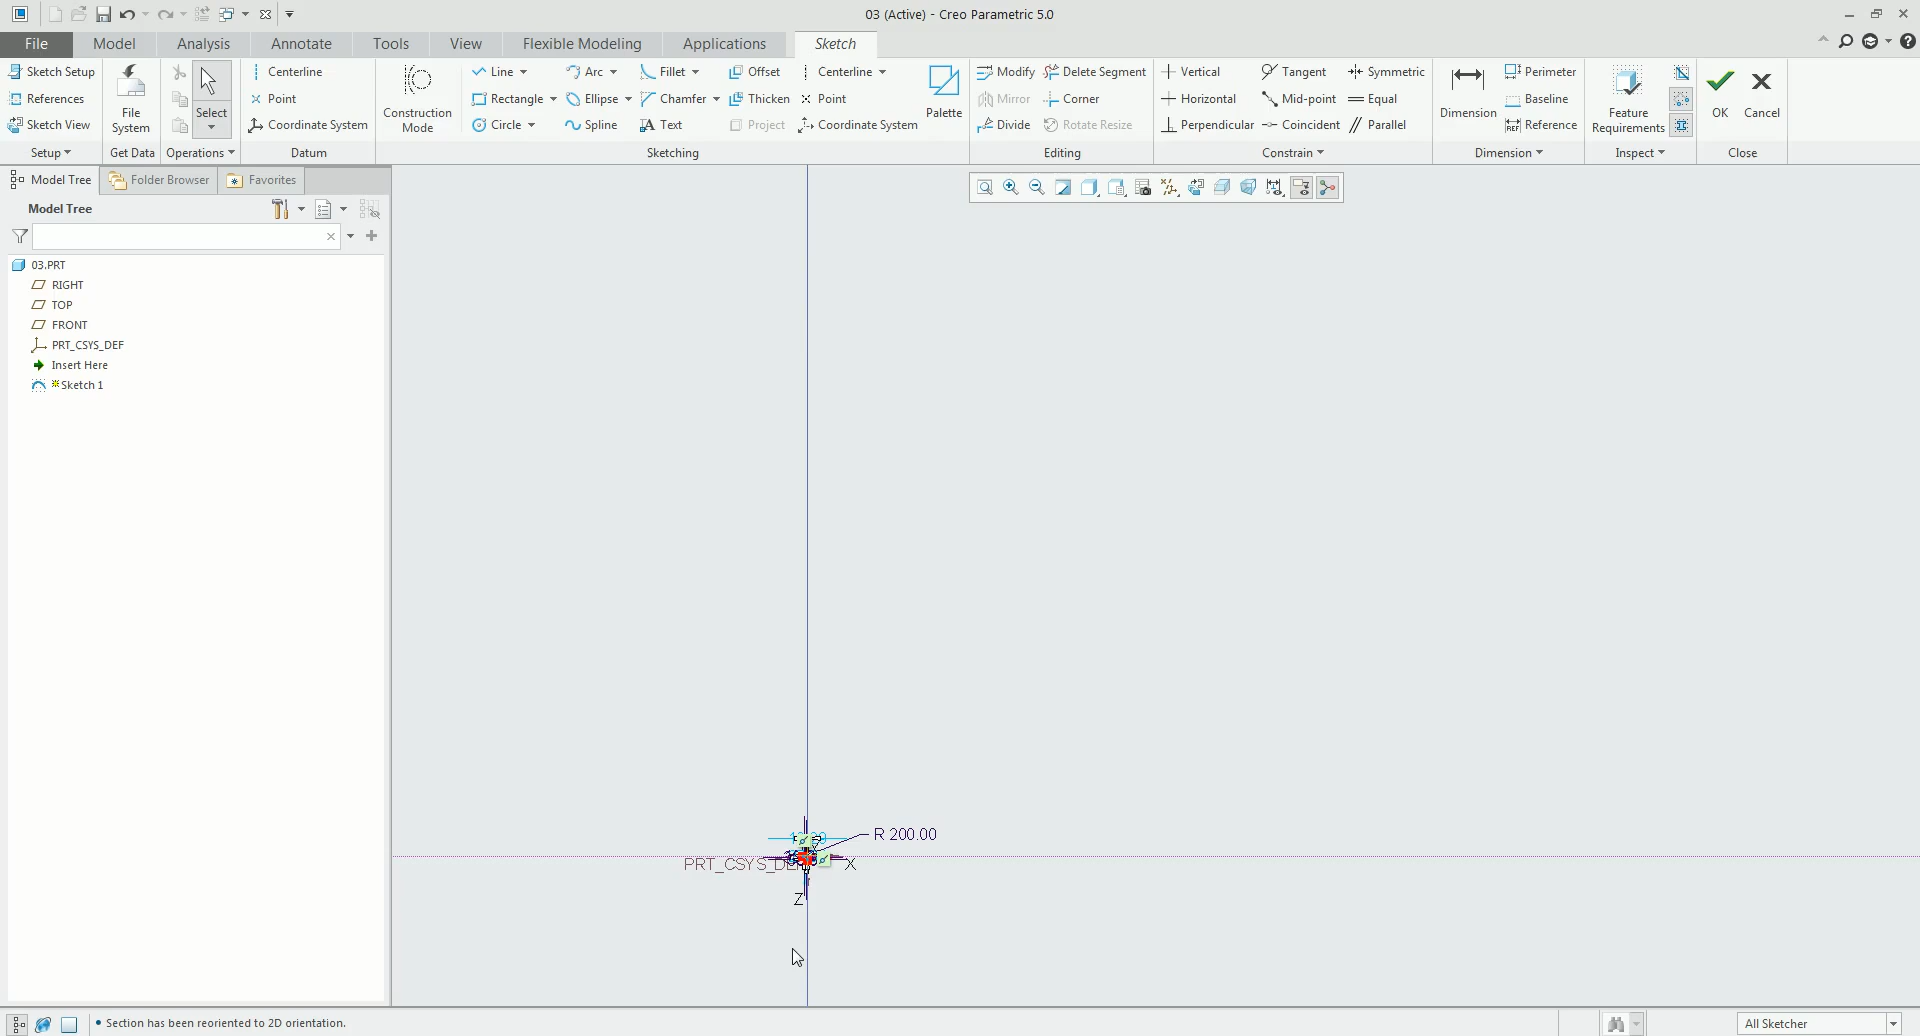 03 (Active) - Creo Parametric 5.0
File Model Analysis Annotate Tools View Flexible Modeling Applications Sketch
Sketch Setup
References
Sketch View
Setup
File System
Get Data
Select
Operations
Centerline
Point
Coordinate System
Datum
Construction Mode
Line Arc Fillet Offset Centerline
Rectangle Ellipse Chamfer Thicken Point
Circle Spline Text Project Coordinate System
Palette
Sketching
Modify Delete Segment
Mirror Corner
Divide Rotate Resize
Editing
Vertical Tangent Symmetric
Horizontal Mid-point Equal
Perpendicular Coincident Parallel
Constrain
Dimension
Perimeter
Baseline
REF Reference
Dimension
Feature Requirements
Inspect
OK Cancel
Close
Model Tree Folder Browser Favorites
Model Tree
03.PRT
RIGHT
TOP
FRONT
PRT_CSYS_DEF
Insert Here
Sketch 1
R 200.00
X
Z
Section has been reoriented to 2D orientation.
All Sketcher